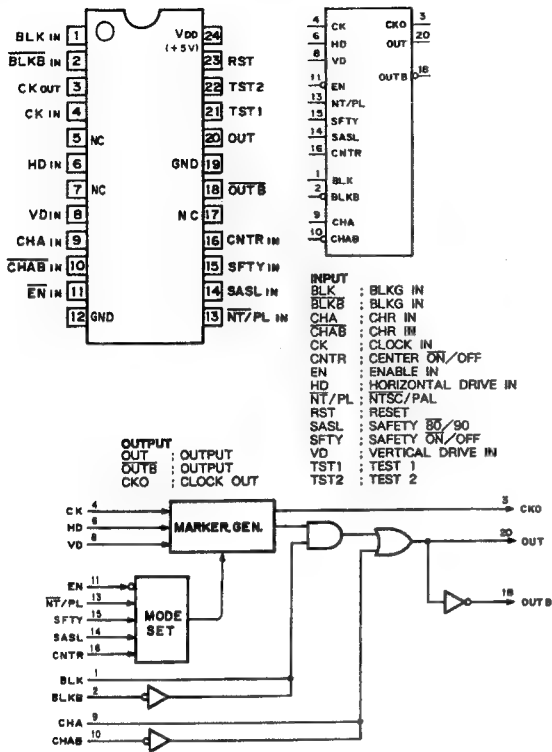 BLK IN 1
BLKB IN 2
CK OUT 3
CK IN 4
5 NC
HD IN 6
7 NC
VD IN 8
CHA IN 9
CHAB IN 10
EN IN 11
12 GND
VDD 24
(+5V)
23 RST
22 TST2
21 TST1
20 OUT
GND 19
18 OUTB
NC 17
16 CNTR IN
15 SFTY IN
14 SASL IN
13 NT/PL IN
4 CK
6 HD
8 VD
11 EN
13 NT/PL
15 SFTY
14 SASL
16 CNTR
1 BLK
2 BLKB
9 CHA
10 CHAB
CKO 3
OUT 20
OUTB 18
INPUT
BLK : BLKG IN
BLKB : BLKG IN
CHA : CHR IN
CHAB : CHR IN
CK : CLOCK IN
CNTR : CENTER ON/OFF
EN : ENABLE IN
HD : HORIZONTAL DRIVE IN
NT/PL : NTSC/PAL
RST : RESET
SASL : SAFETY 80/90
SFTY : SAFETY ON/OFF
VD : VERTICAL DRIVE IN
TST1 : TEST 1
TST2 : TEST 2
OUTPUT
OUT : OUTPUT
OUTB : OUTPUT
CKO : CLOCK OUT
CK 4
HD 6
VD 8
MARKER.GEN.
3 CKO
20 OUT
18 OUTB
EN 11
NT/PL 13
SFTY 15
SASL 14
CNTR 16
MODE
SET
BLK 1
BLKB 2
CHA 9
CHAB 10